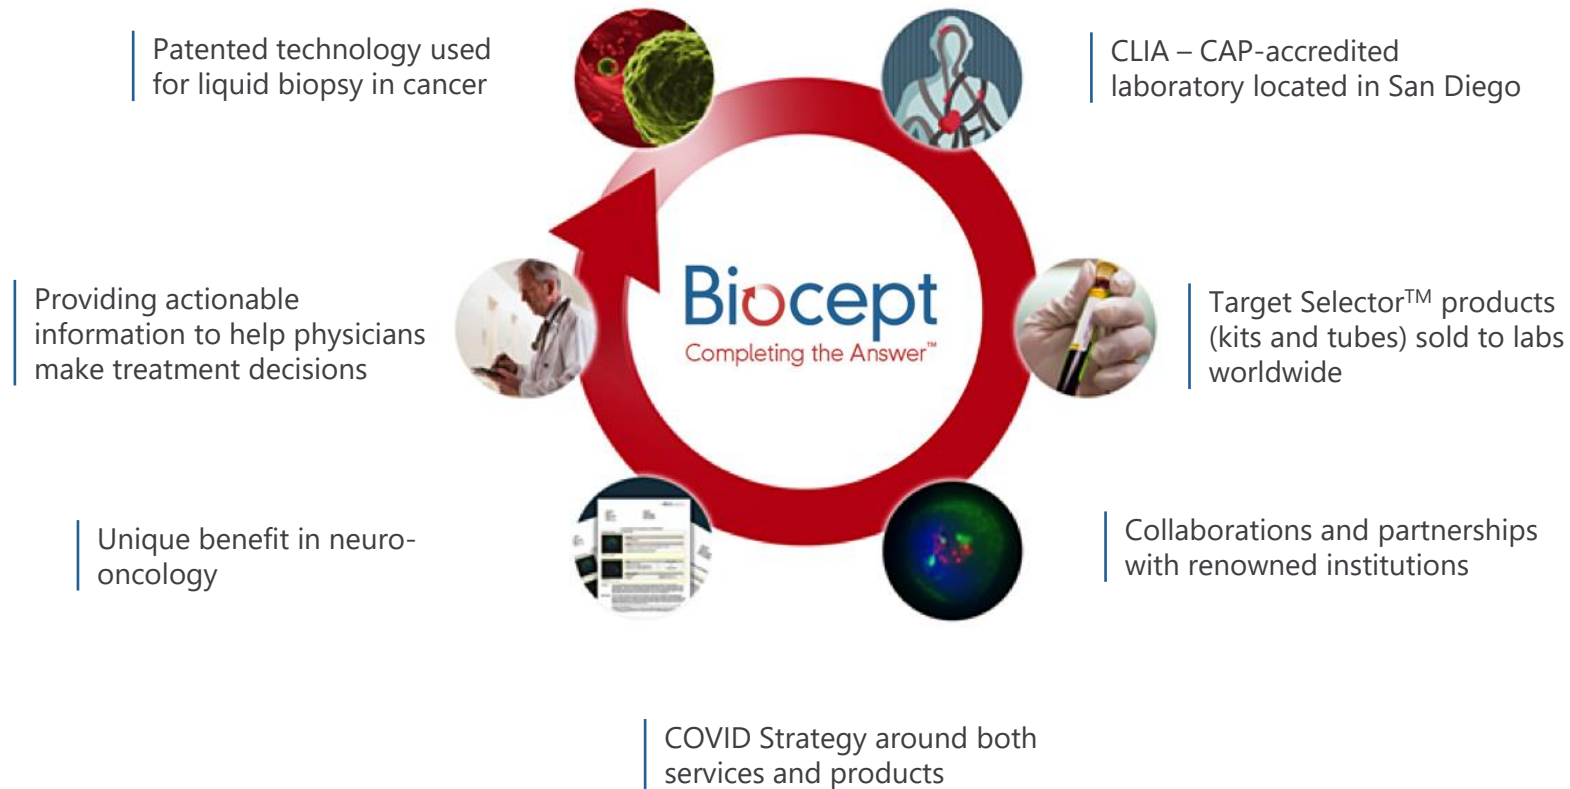 Patented technology used
for liquid biopsy in cancer
CLIA – CAP-accredited
laboratory located in San Diego
Providing actionable
information to help physicians
make treatment decisions
Biocept
Completing the Answer™
Target Selector™ products
(kits and tubes) sold to labs
worldwide
Unique benefit in neuro-
oncology
Collaborations and partnerships
with renowned institutions
COVID Strategy around both
services and products